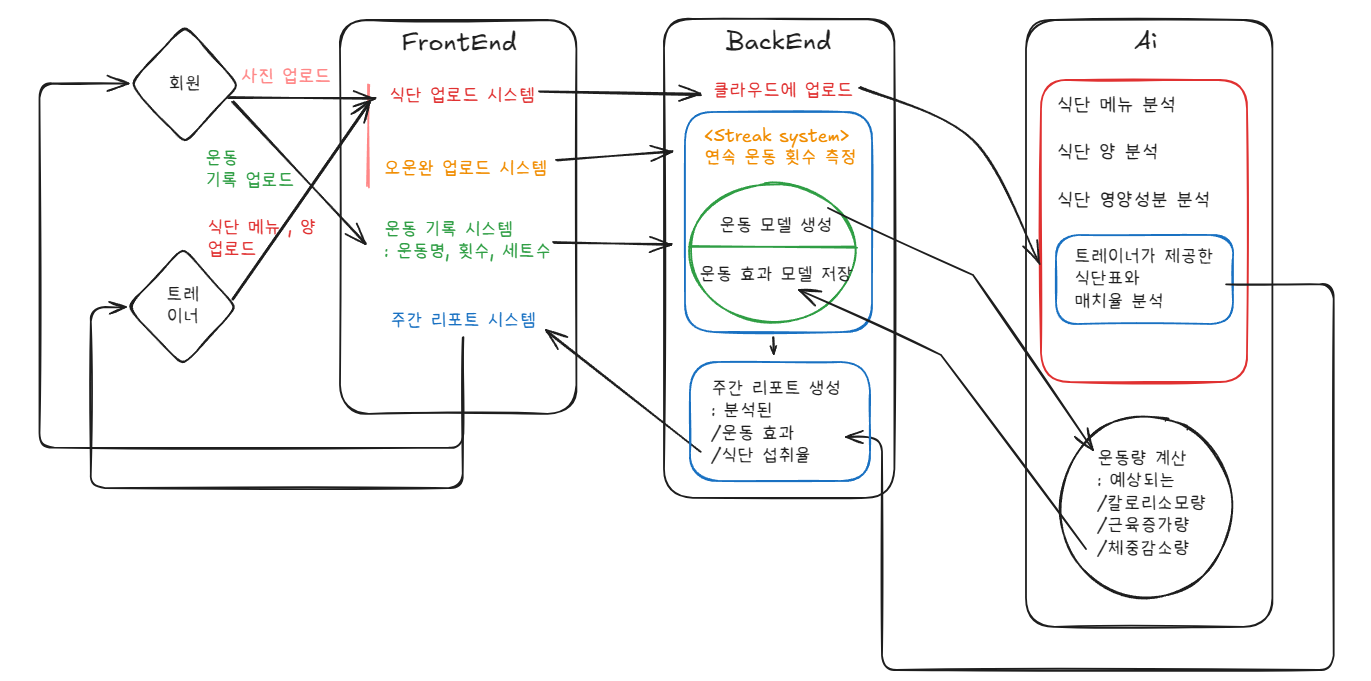 회원
사진 업로드
운동
기록 업로드
식단 메뉴 , 양
업로드
트레
이너
FrontEnd
식단 업로드 시스템
오운완 업로드 시스템
운동 기록 시스템
: 운동명, 횟수, 세트수
주간 리포트 시스템
BackEnd
클라우드에 업로드
<Streak system>
연속 운동 횟수 측정
운동 모델 생성
운동 효과 모델 저장
주간 리포트 생성
: 분석된
/운동 효과
/식단 섭취율
Ai
식단 메뉴 분석
식단 양 분석
식단 영양성분 분석
트레이너가 제공한
식단표와
매치율 분석
운동량 계산
: 예상되는
/칼로리소모량
/근육증가량
/체중감소량